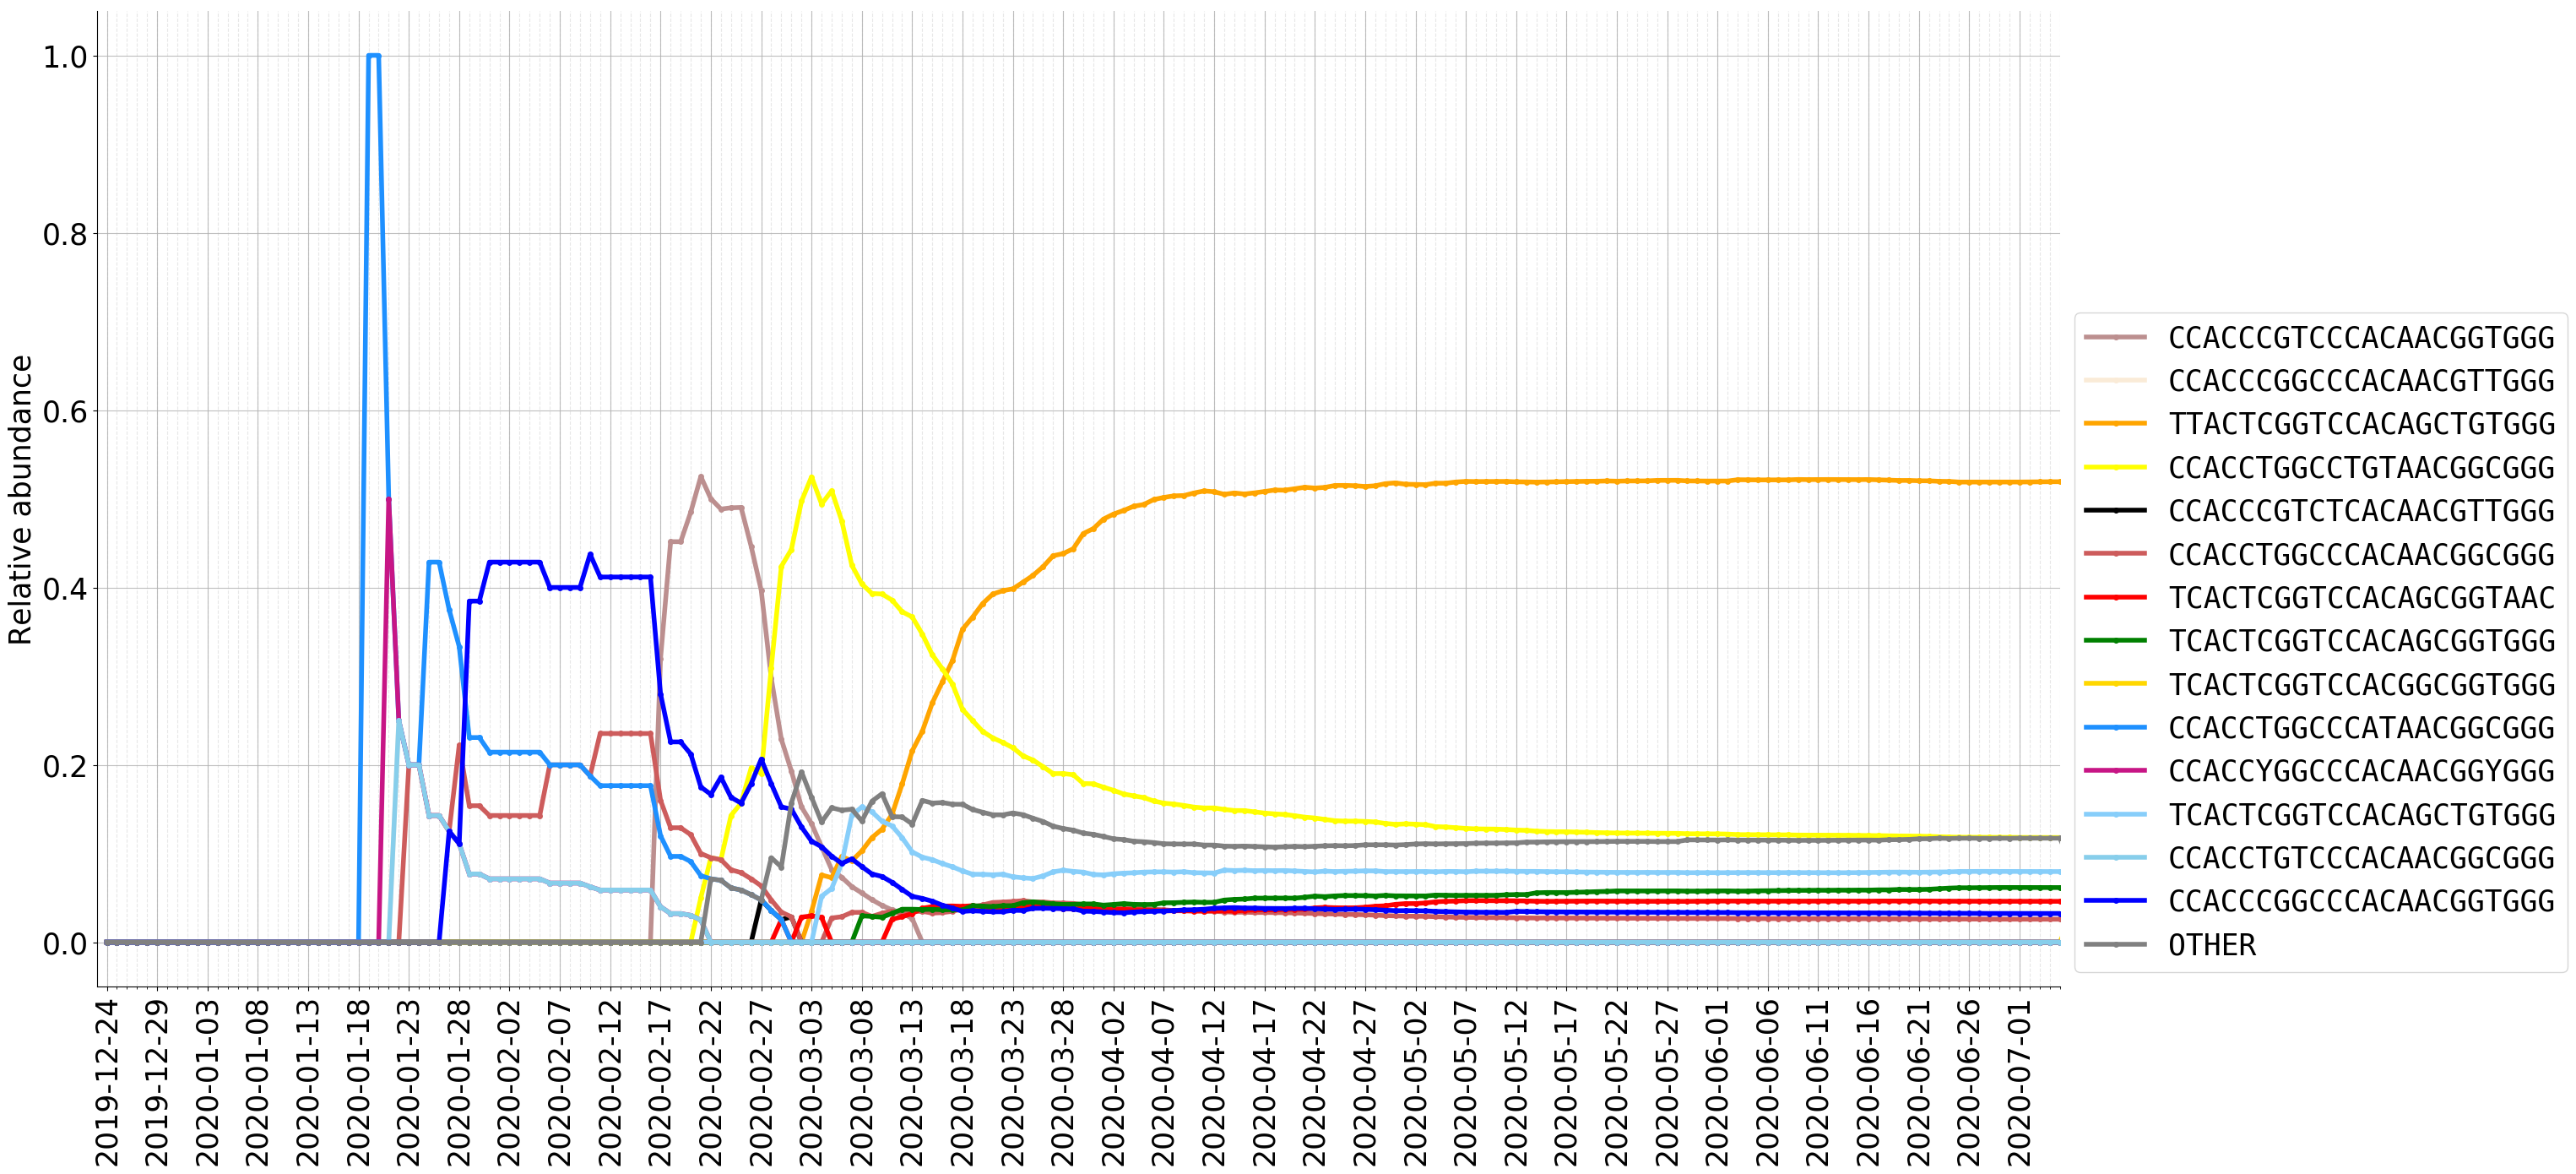 Relative abundance
1.0
0.8
0.6
0.4
0.2
0.0
2019-12-24
2019-12-29
2020-01-03
2020-01-08
2020-01-13
2020-01-18
2020-01-23
2020-01-28
2020-02-02
2020-02-07
2020-02-12
2020-02-17
2020-02-22
2020-02-27
2020-03-03
2020-03-08
2020-03-13
2020-03-18
2020-03-23
2020-03-28
2020-04-02
2020-04-07
2020-04-12
2020-04-17
2020-04-22
2020-04-27
2020-05-02
2020-05-07
2020-05-12
2020-05-17
2020-05-22
2020-05-27
2020-06-01
2020-06-06
2020-06-11
2020-06-16
2020-06-21
2020-06-26
2020-07-01
CCACCCGTCCCACAACGGTGGG
CCACCCGGCCCACAACGTTGGG
TTACTCGGTCCACAGCTGTGGG
CCACCTGGCCTGTAACGGCGGG
CCACCCGTCTCACAACGTTGGG
CCACCTGGCCCACAACGGCGGG
TCACTCGGTCCACAGCGGTAAC
TCACTCGGTCCACAGCGGTGGG
TCACTCGGTCCACGGCGGTGGG
CCACCTGGCCCATAACGGCGGG
CCACCYGGCCCACAACGGYGGG
TCACTCGGTCCACAGCTGTGGG
CCACCTGTCCCACAACGGCGGG
CCACCCGGCCCACAACGGTGGG
OTHER